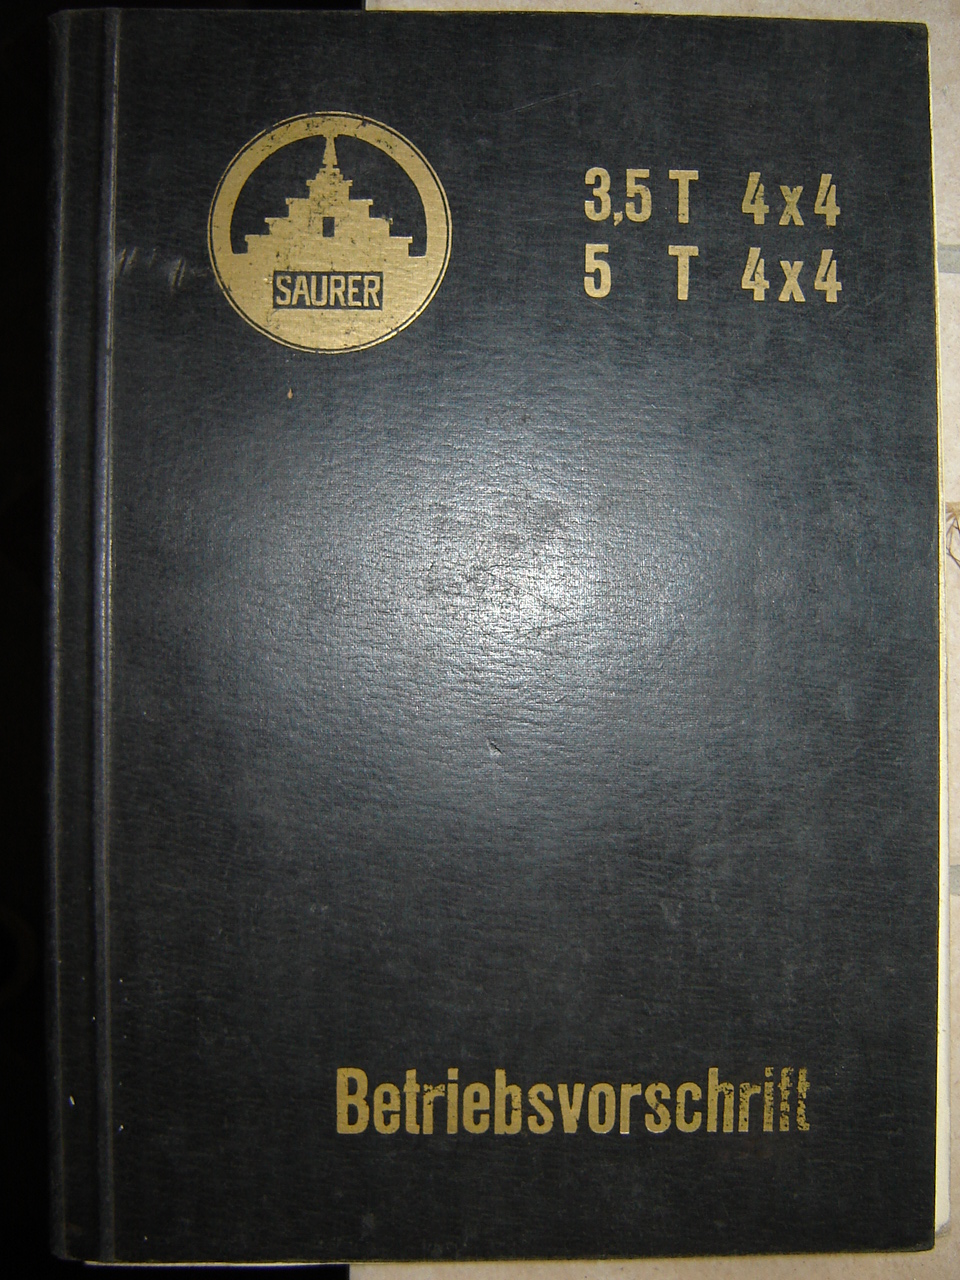 SAURER
3,5 T 4x4
5 T 4x4
Betriebsvorschrift